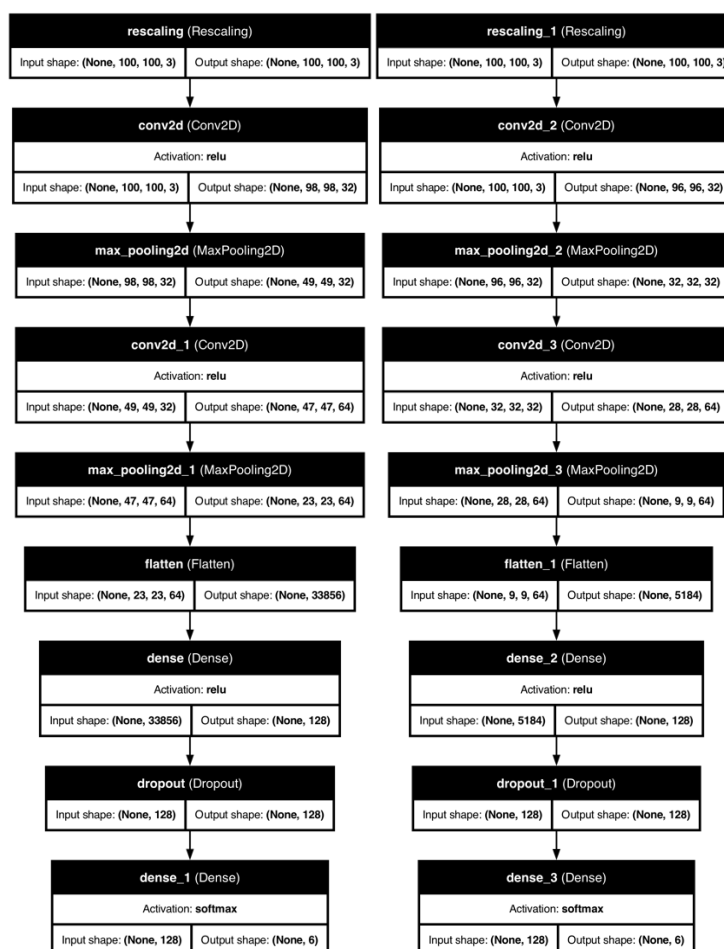 rescaling (Rescaling)
Input shape: (None, 100, 100, 3) Output shape: (None, 100, 100, 3)
conv2d (Conv2D)
Activation: relu
Input shape: (None, 100, 100, 3) Output shape: (None, 98, 98, 32)
max_pooling2d (MaxPooling2D)
Input shape: (None, 98, 98, 32) Output shape: (None, 49, 49, 32)
conv2d_1 (Conv2D)
Activation: relu
Input shape: (None, 49, 49, 32) Output shape: (None, 47, 47, 64)
max_pooling2d_1 (MaxPooling2D)
Input shape: (None, 47, 47, 64) Output shape: (None, 23, 23, 64)
flatten (Flatten)
Input shape: (None, 23, 23, 64) Output shape: (None, 33856)
dense (Dense)
Activation: relu
Input shape: (None, 33856) Output shape: (None, 128)
dropout (Dropout)
Input shape: (None, 128) Output shape: (None, 128)
dense_1 (Dense)
Activation: softmax
Input shape: (None, 128) Output shape: (None, 6)
rescaling_1 (Rescaling)
Input shape: (None, 100, 100, 3) Output shape: (None, 100, 100, 3)
conv2d_2 (Conv2D)
Activation: relu
Input shape: (None, 100, 100, 3) Output shape: (None, 96, 96, 32)
max_pooling2d_2 (MaxPooling2D)
Input shape: (None, 96, 96, 32) Output shape: (None, 32, 32, 32)
conv2d_3 (Conv2D)
Activation: relu
Input shape: (None, 32, 32, 32) Output shape: (None, 28, 28, 64)
max_pooling2d_3 (MaxPooling2D)
Input shape: (None, 28, 28, 64) Output shape: (None, 9, 9, 64)
flatten_1 (Flatten)
Input shape: (None, 9, 9, 64) Output shape: (None, 5184)
dense_2 (Dense)
Activation: relu
Input shape: (None, 5184) Output shape: (None, 128)
dropout_1 (Dropout)
Input shape: (None, 128) Output shape: (None, 128)
dense_3 (Dense)
Activation: softmax
Input shape: (None, 128) Output shape: (None, 6)